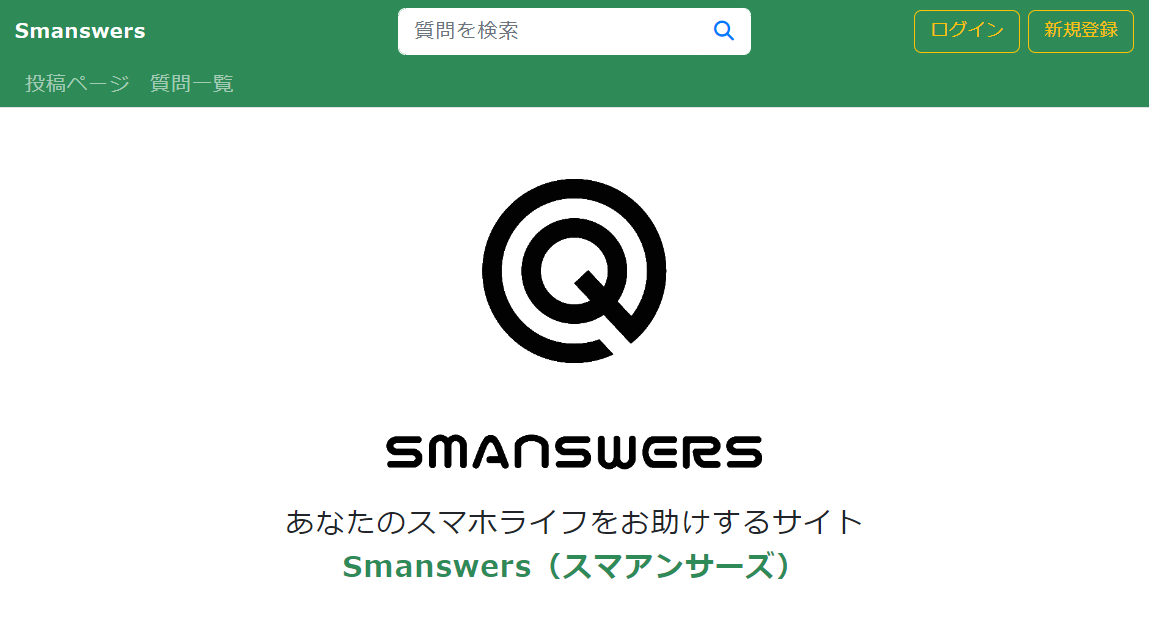 Smanswers
質問を検索
ログイン
新規登録
投稿ページ 質問一覧
SMANSWERS
あなたのスマホライフをお助けするサイト
Smanswers（スマアンサーズ）